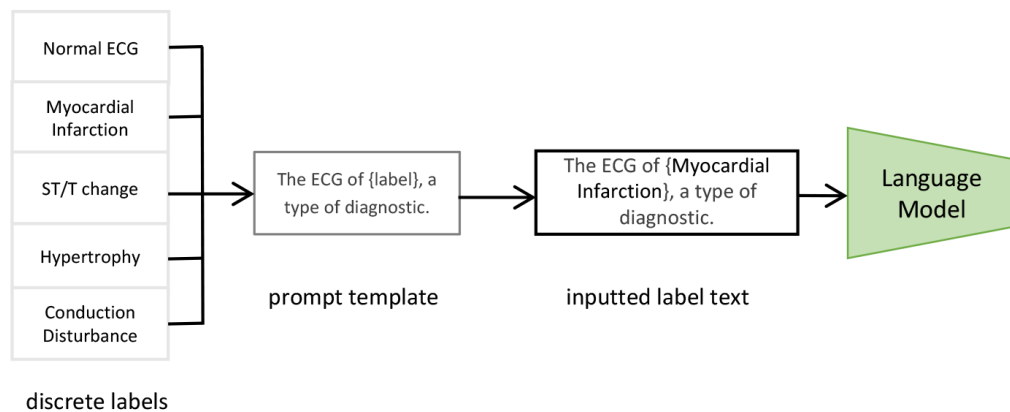 Normal ECG
Myocardial
Infarction
ST/T change
Hypertrophy
Conduction
Disturbance
discrete labels
The ECG of {label}, a
type of diagnostic.
prompt template
The ECG of {Myocardial
Infarction}, a type of
diagnostic.
inputted label text
Language
Model